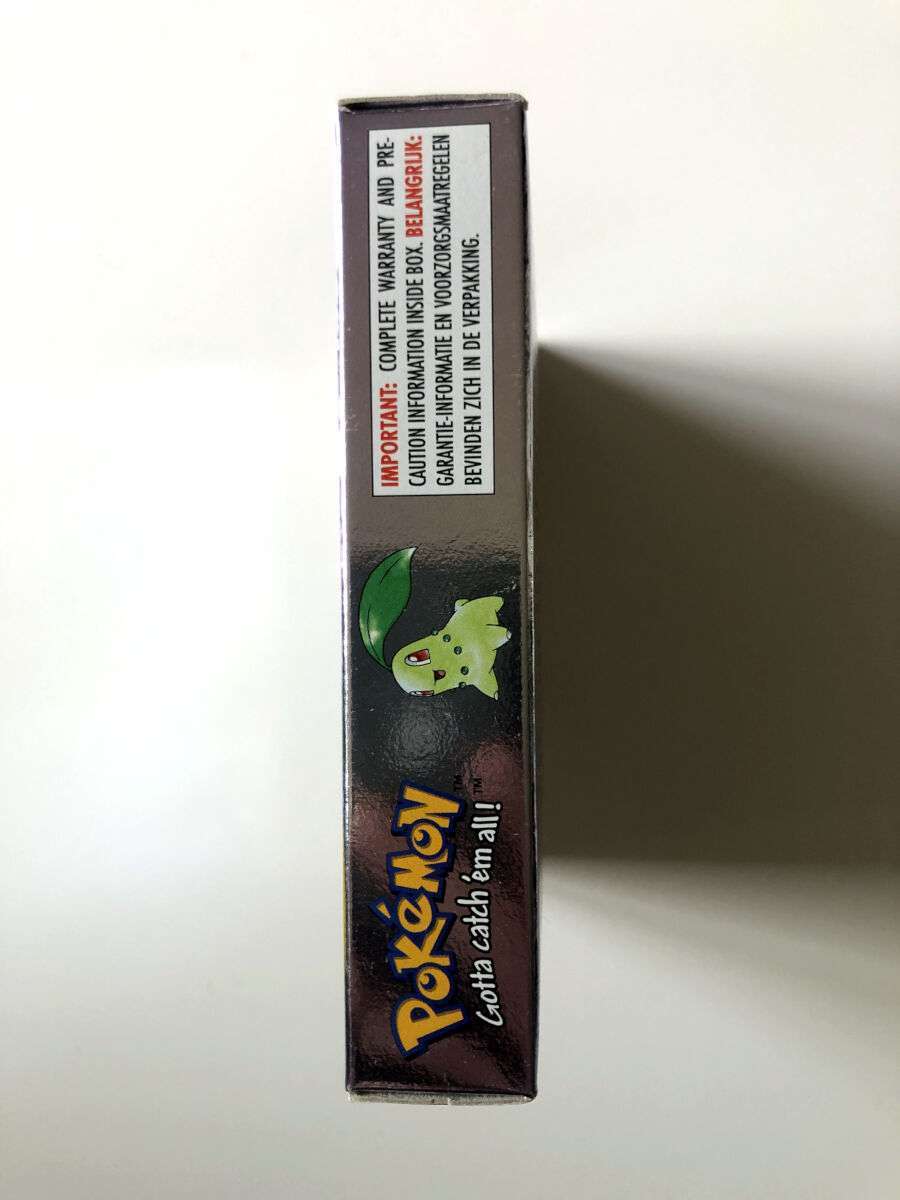 IMPORTANT: COMPLETE WARRANTY AND PRE-
CAUTION INFORMATION INSIDE BOX. BELANGRIJK:
GARANTIE-INFORMATIE EN VOORZORGSMAATREGELEN
BEVINDEN ZICH IN DE VERPAKKING.
POKéMON™
Gotta catch 'em all!™